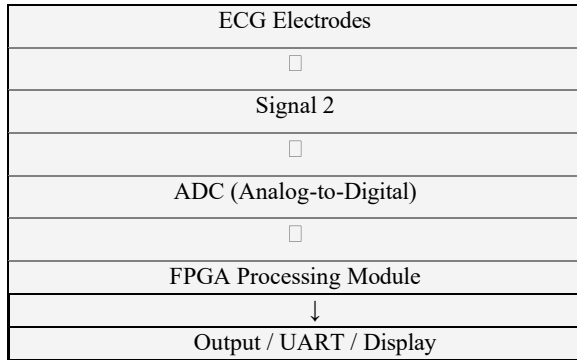 ECG Electrodes
□
Signal 2
□
ADC (Analog-to-Digital)
□
FPGA Processing Module
↓
Output / UART / Display